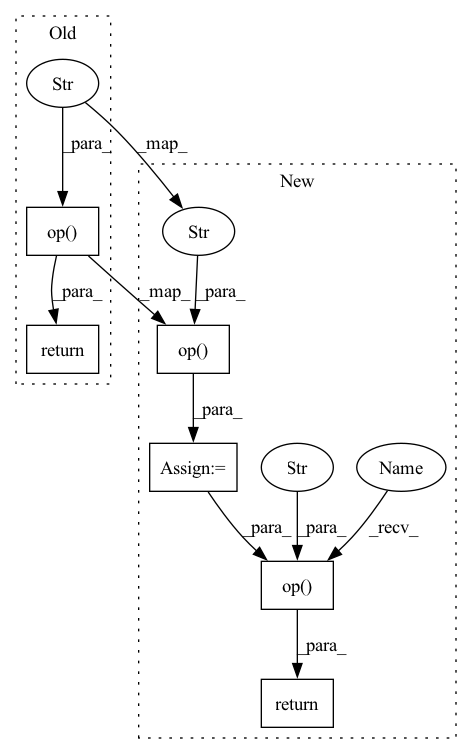 Old
Str
_para_
_map_
New
op()
Str
_para_
_map_
_para_
return
op()
_para_
Assign:=
Str
Name
_para_
_para_
_recv_
op()
_para_
return